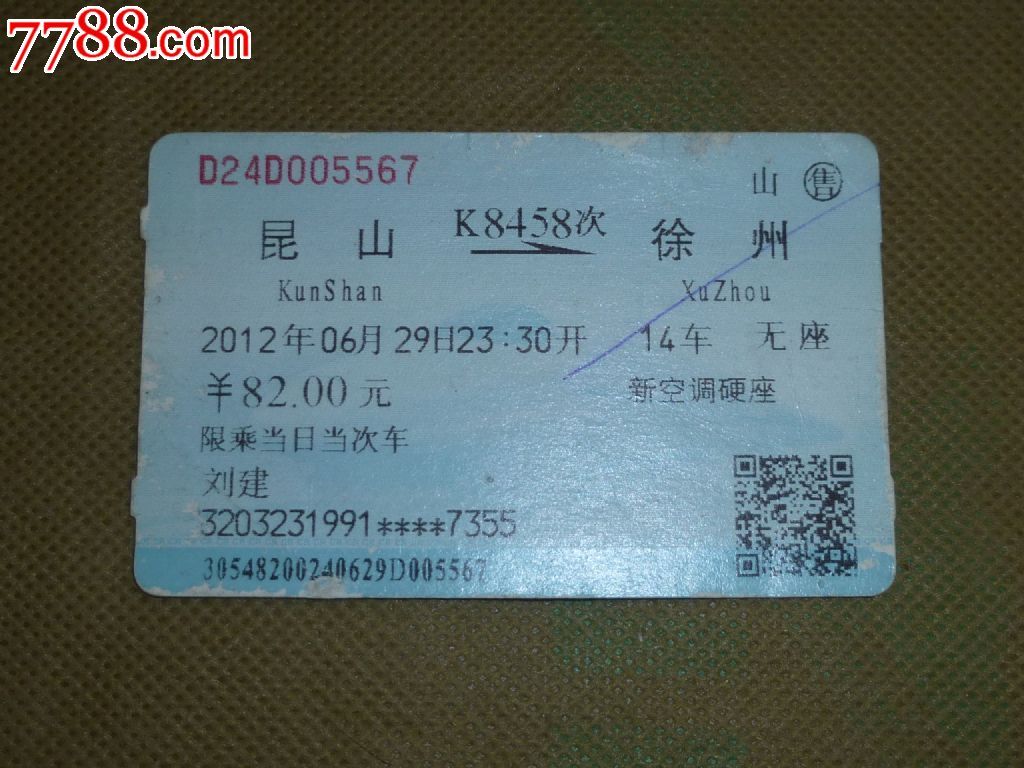 7788.com
D24D005567
山 售
昆山 K8458次 徐州
KunShan XuZhou
2012年06月29日23:30开 14车 无座
¥82.00元 新空调硬座
限乘当日当次车
刘建
3203231991****7355
30548200240629D005567